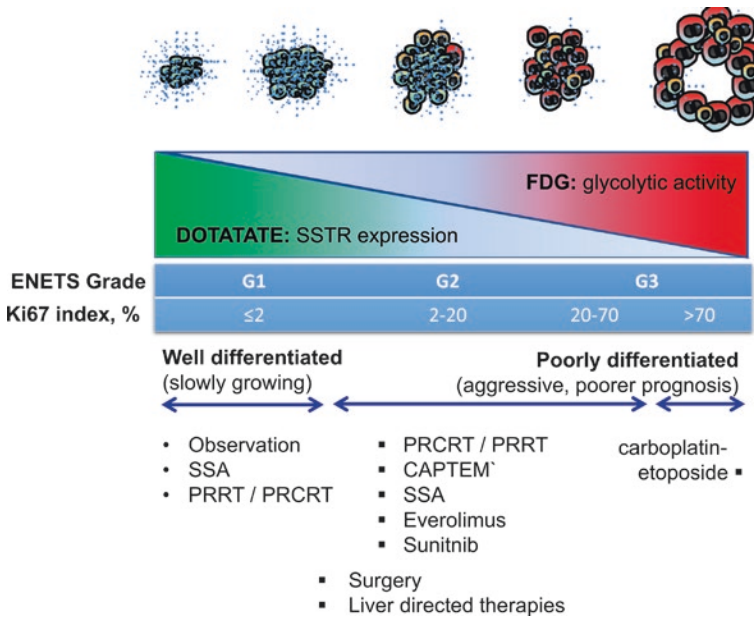 FDG: glycolytic activity
DOTATATE: SSTR expression
ENETS Grade G1 G2 G3
Ki67 index, % ≤2 2-20 20-70 >70
Well differentiated
(slowly growing)
Poorly differentiated
(aggressive, poorer prognosis)
• Observation
• SSA
• PRRT / PRCRT
▪ PRCRT / PRRT
▪ CAPTEM`
▪ SSA
▪ Everolimus
▪ Sunitnib
carboplatin-
etoposide ▪
▪ Surgery
▪ Liver directed therapies